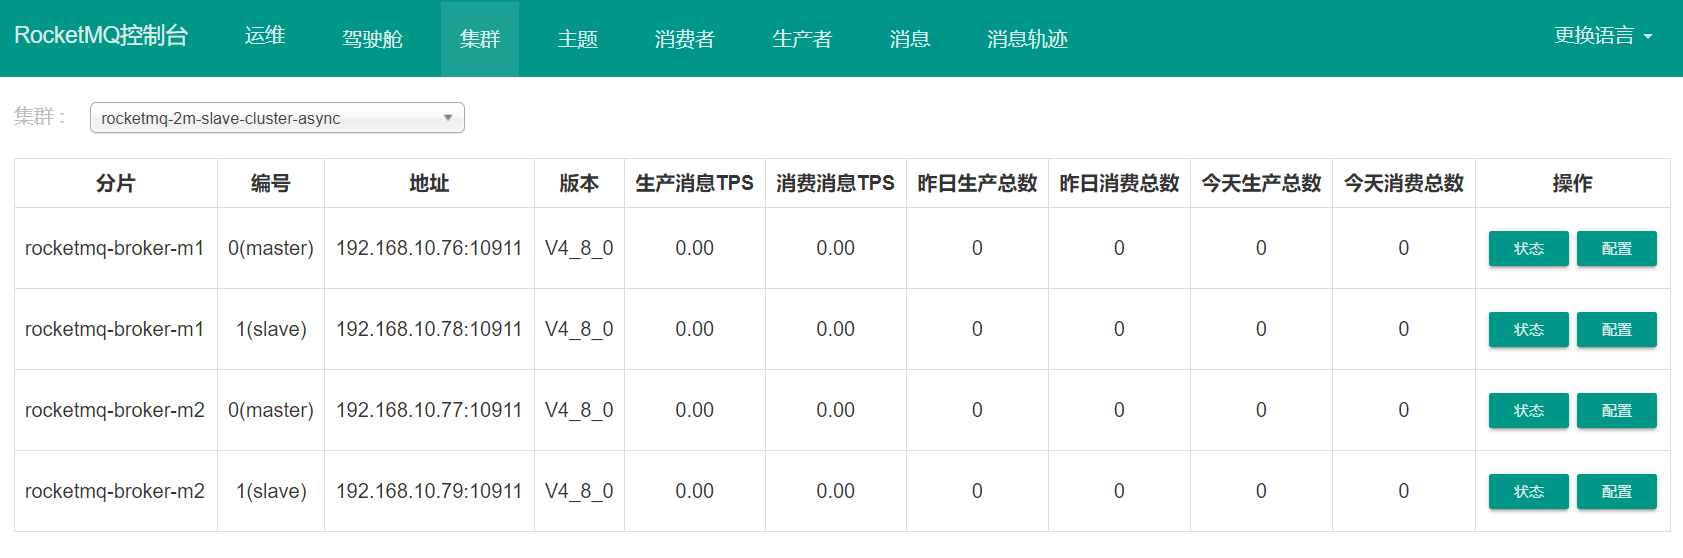 RocketMQ控制台 运维 驾驶舱 集群 主题 消费者 生产者 消息 消息轨迹 更换语言
集群： rocketmq-2m-slave-cluster-async
分片 编号 地址 版本 生产消息TPS 消费消息TPS 昨日生产总数 昨日消费总数 今天生产总数 今天消费总数 操作
rocketmq-broker-m1 0(master) 192.168.10.76:10911 V4_8_0 0.00 0.00 0 0 0 0 状态 配置
rocketmq-broker-m1 1(slave) 192.168.10.78:10911 V4_8_0 0.00 0.00 0 0 0 0 状态 配置
rocketmq-broker-m2 0(master) 192.168.10.77:10911 V4_8_0 0.00 0.00 0 0 0 0 状态 配置
rocketmq-broker-m2 1(slave) 192.168.10.79:10911 V4_8_0 0.00 0.00 0 0 0 0 状态 配置